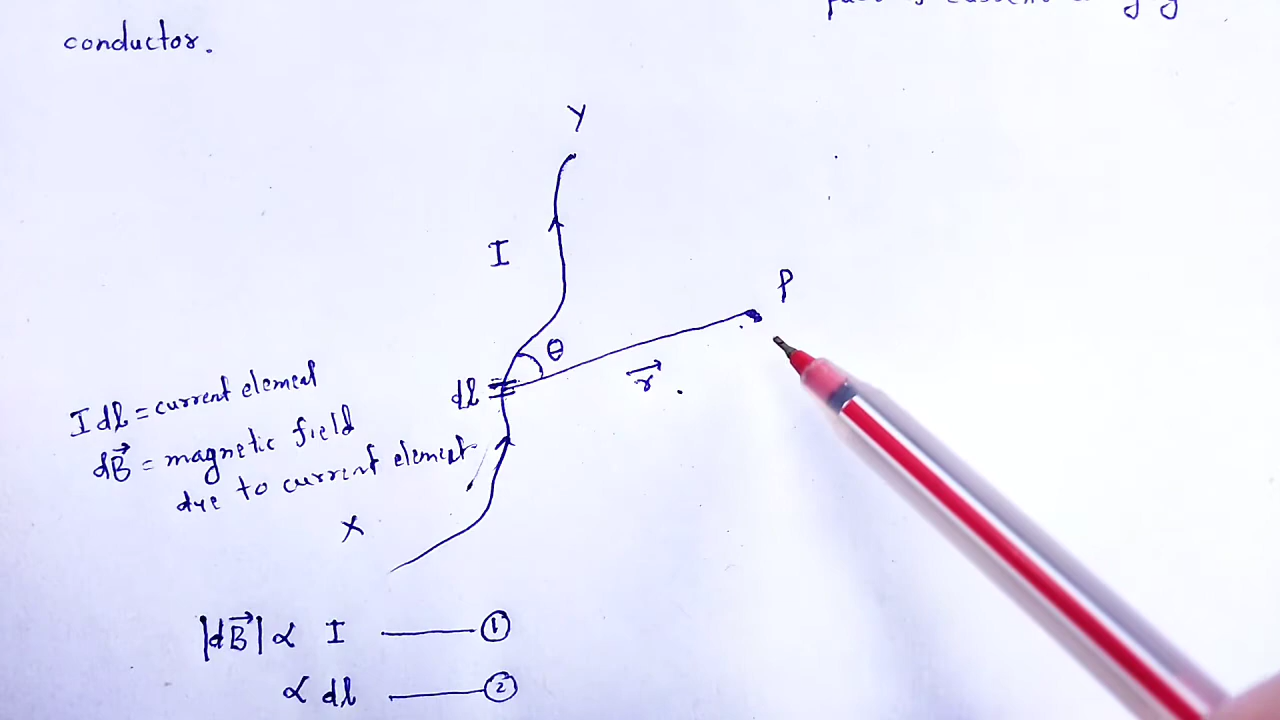 conductor.
Y
I
P
θ
r⃗.
dl
Idl = current element
dB⃗ = magnetic field
due to current element
X
|dB⃗| ∝ I —— ①
∝ dl —— ②